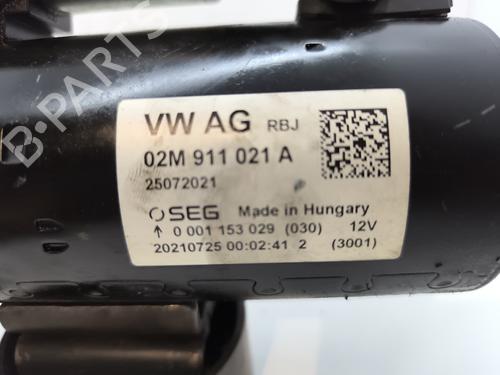 B-PARTS
VW AG RBJ
02M 911 021 A
25072021
SEG Made in Hungary
↑ 0 001 153 029 (030) 12V
20210725 00:02:41 2 (3001)